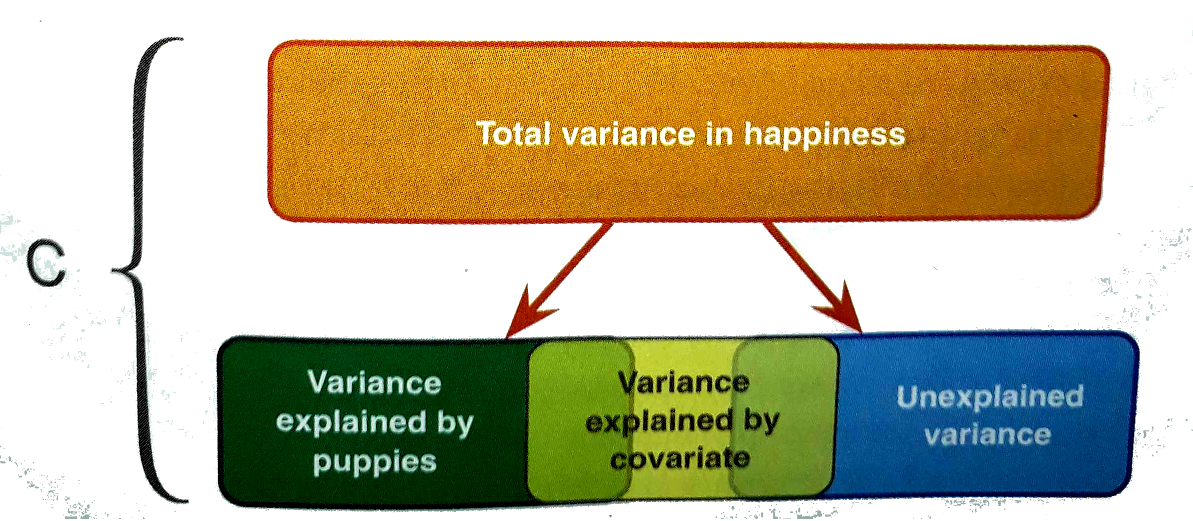 Total variance in happiness
C
Variance
explained by
puppies
Variance
explained by
covariate
Unexplained
variance